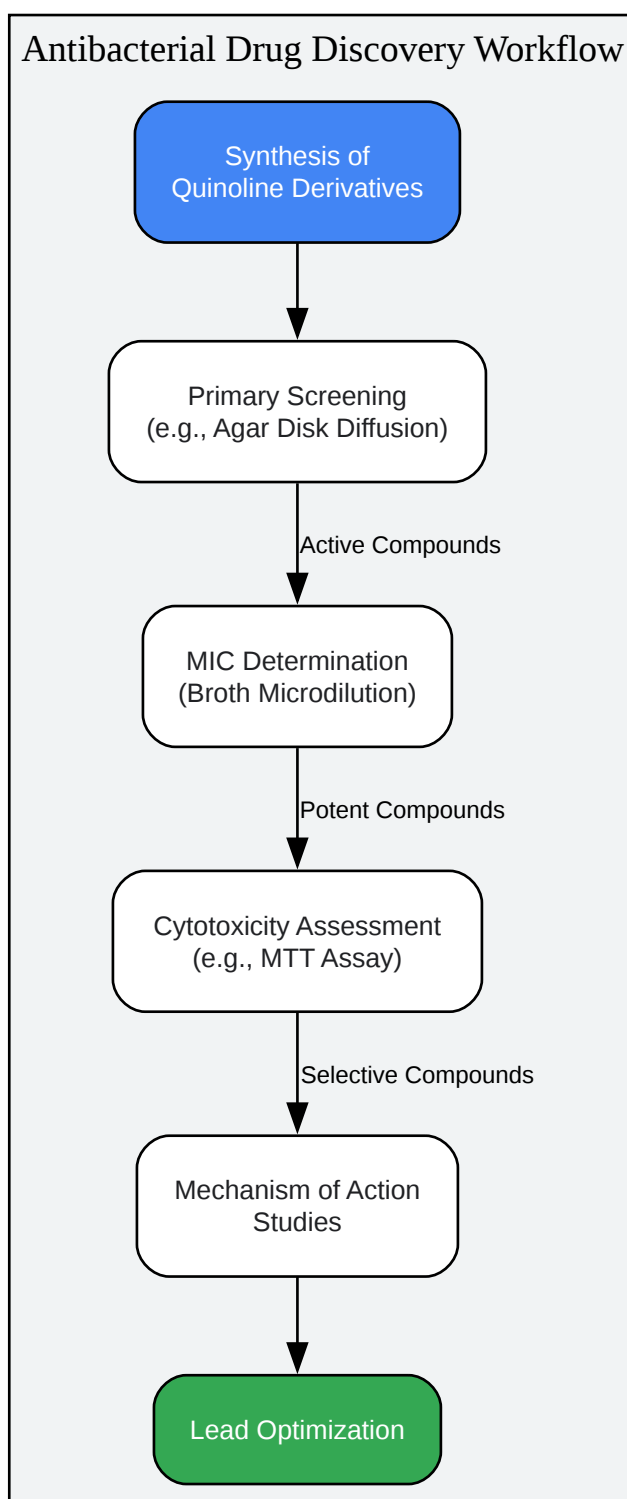 Antibacterial Drug Discovery Workflow
Synthesis of
Quinoline Derivatives
Primary Screening
(e.g., Agar Disk Diffusion)
Active Compounds
MIC Determination
(Broth Microdilution)
Potent Compounds
Cytotoxicity Assessment
(e.g., MTT Assay)
Selective Compounds
Mechanism of Action
Studies
Lead Optimization